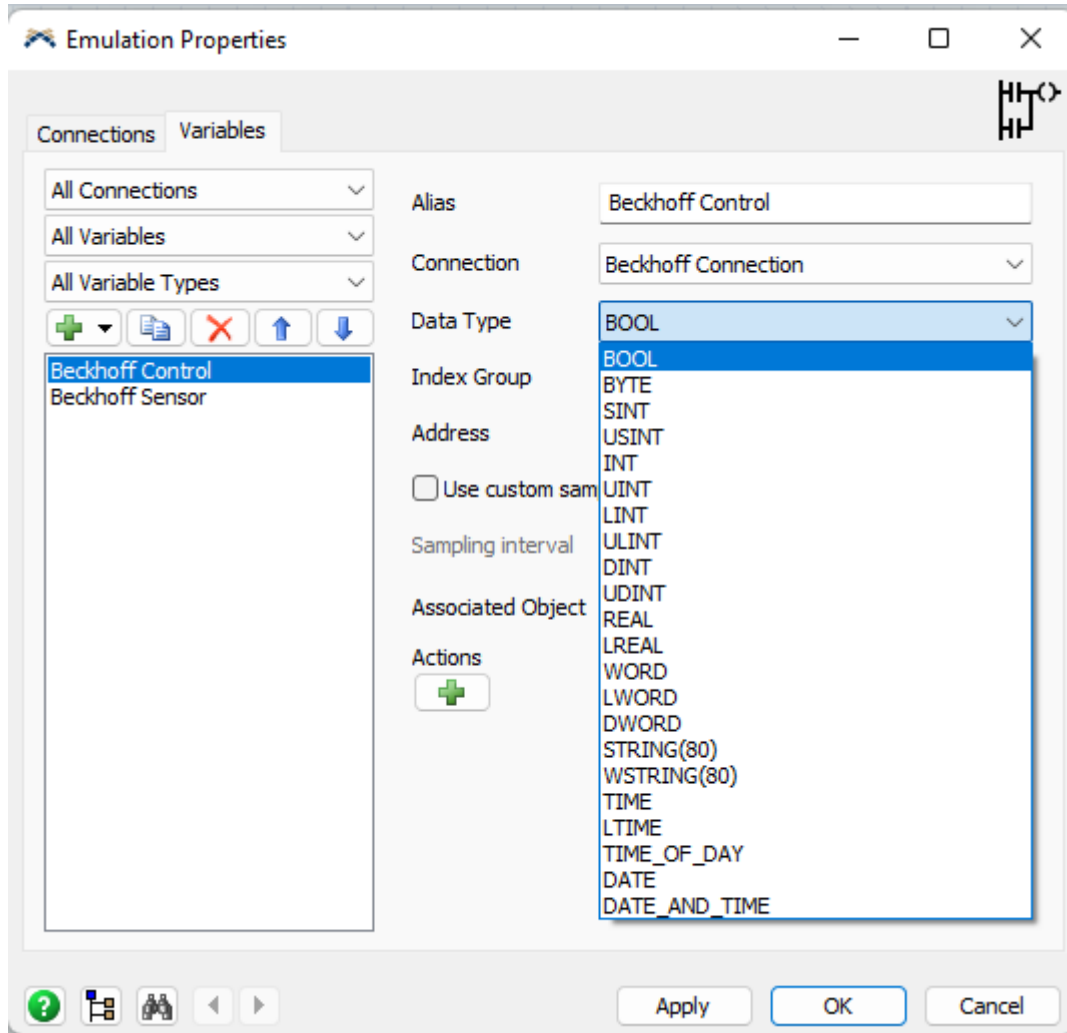 Emulation Properties
Connections
Variables
All Connections
All Variables
All Variable Types
Beckhoff Control
Beckhoff Sensor
Alias
Beckhoff Control
Connection
Beckhoff Connection
Data Type
BOOL
BOOL
BYTE
SINT
USINT
INT
UINT
LINT
ULINT
DINT
UDINT
REAL
LREAL
WORD
LWORD
DWORD
STRING(80)
WSTRING(80)
TIME
LTIME
TIME_OF_DAY
DATE
DATE_AND_TIME
Index Group
Address
Use custom sam
Sampling interval
Associated Object
Actions
Apply
OK
Cancel